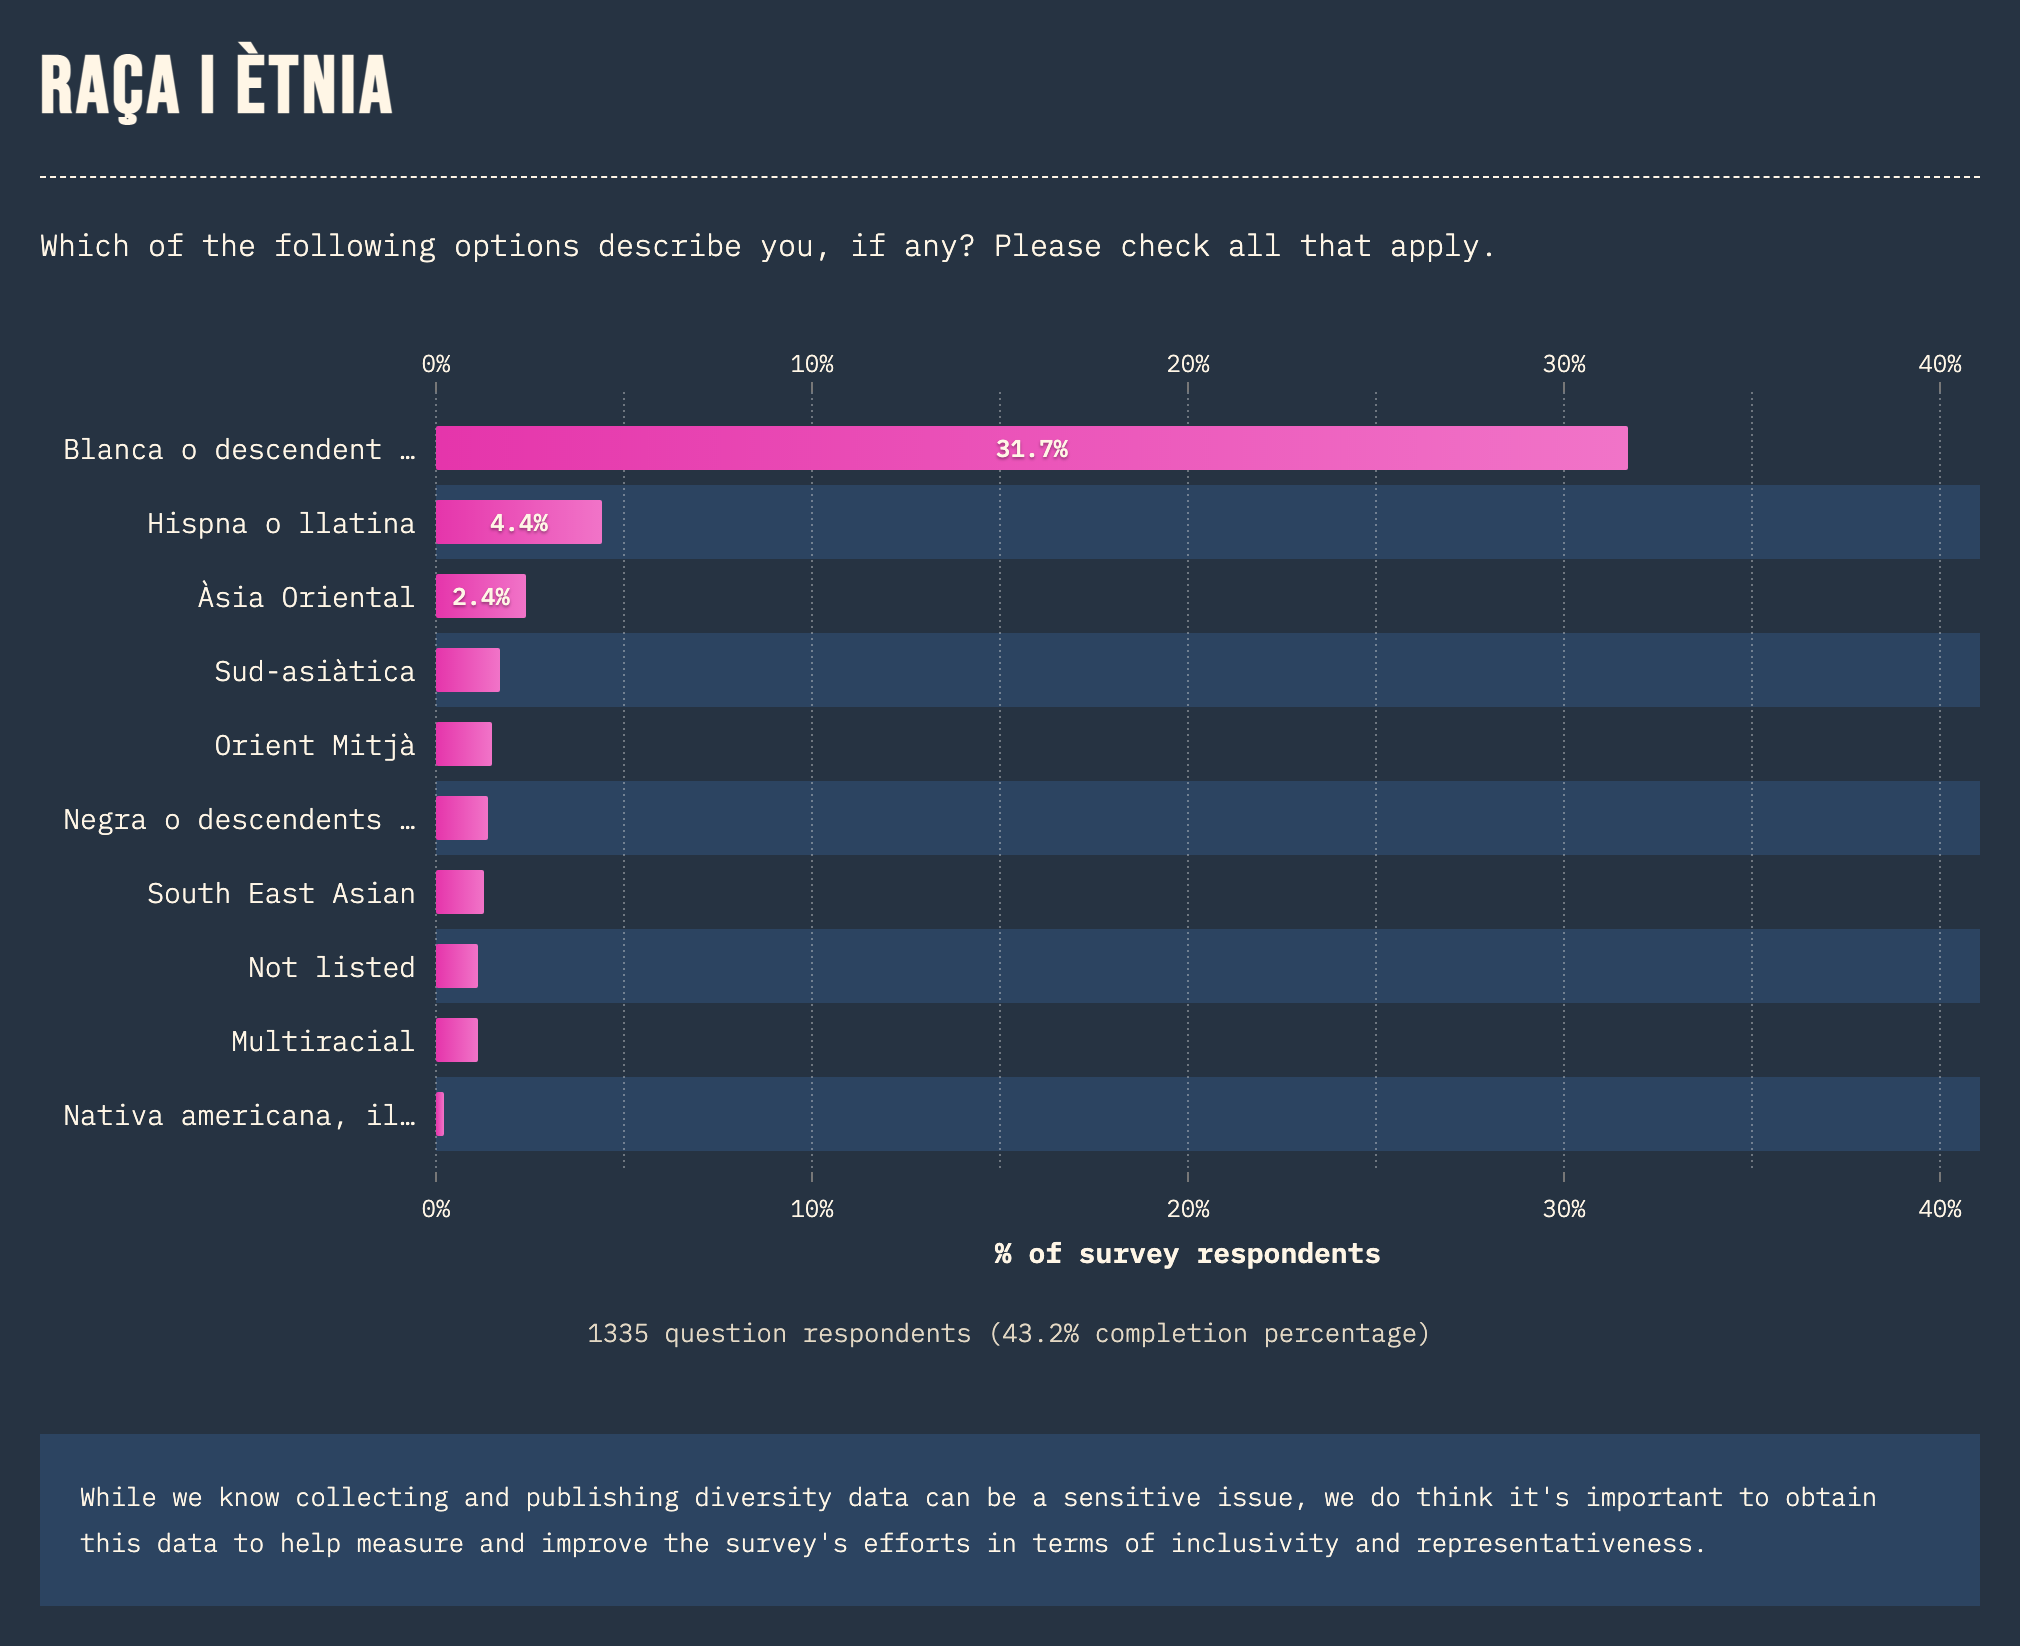 RAÇA I ÈTNIA
Which of the following options describe you, if any? Please check all that apply.
0% 10% 20% 30% 40%
Blanca o descendent … 31.7%
Hispna o llatina 4.4%
Àsia Oriental 2.4%
Sud-asiàtica
Orient Mitjà
Negra o descendents …
South East Asian
Not listed
Multiracial
Nativa americana, il…
0% 10% 20% 30% 40%
% of survey respondents
1335 question respondents (43.2% completion percentage)
While we know collecting and publishing diversity data can be a sensitive issue, we do think it's important to obtain
this data to help measure and improve the survey's efforts in terms of inclusivity and representativeness.